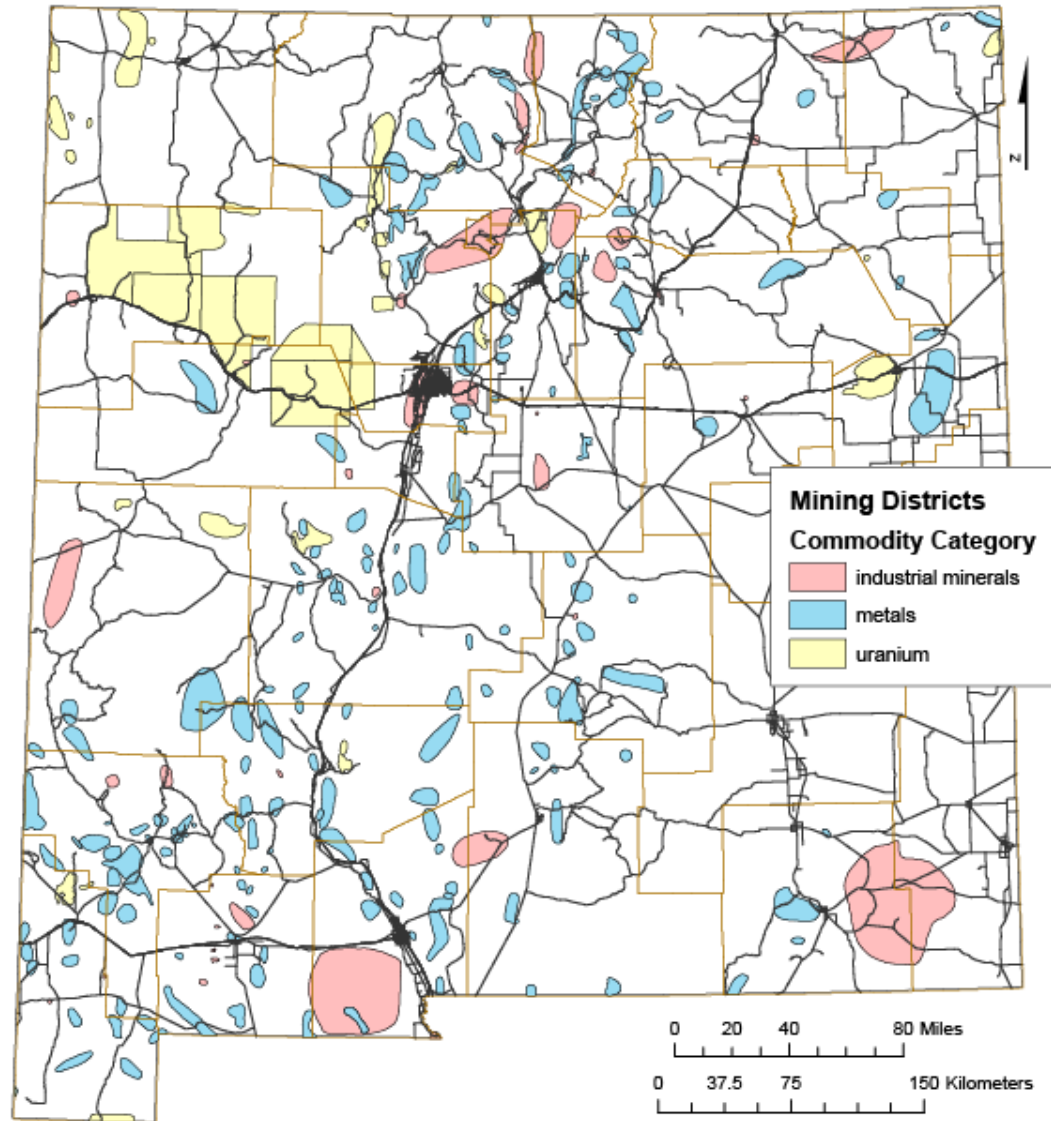 z
Mining Districts
Commodity Category
industrial minerals
metals
uranium
0 20 40 80 Miles
0 37.5 75 150 Kilometers